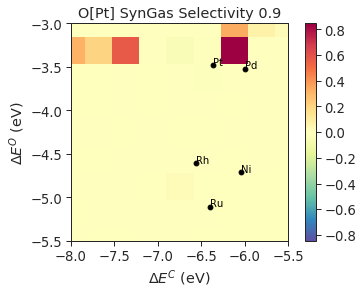 O[Pt] SynGas Selectivity 0.9
−3.0
−3.5
−4.0
−4.5
−5.0
−5.5
ΔE^O (eV)
Pt
Pd
Rh
Ni
Ru
−8.0 −7.5 −7.0 −6.5 −6.0 −5.5
ΔE^C (eV)
0.8
0.6
0.4
0.2
0.0
−0.2
−0.4
−0.6
−0.8